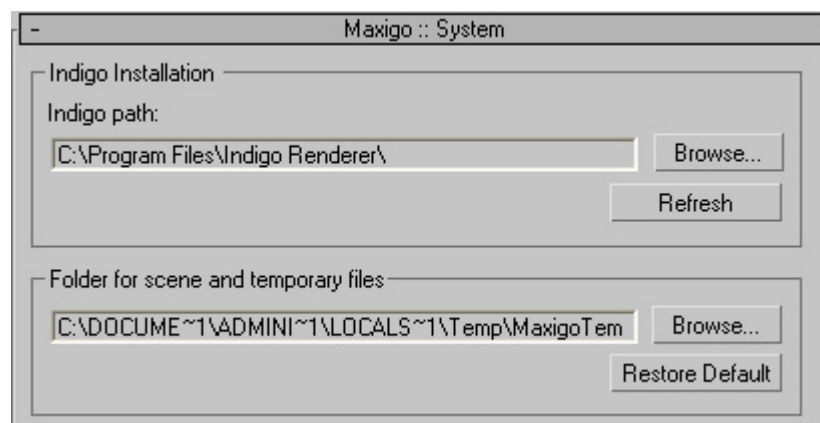 - Maxigo :: System
Indigo Installation
Indigo path:
C:\Program Files\Indigo Renderer\ Browse...
Refresh
Folder for scene and temporary files
C:\DOCUME~1\ADMINI~1\LOCALS~1\Temp\MaxigoTem Browse...
Restore Default